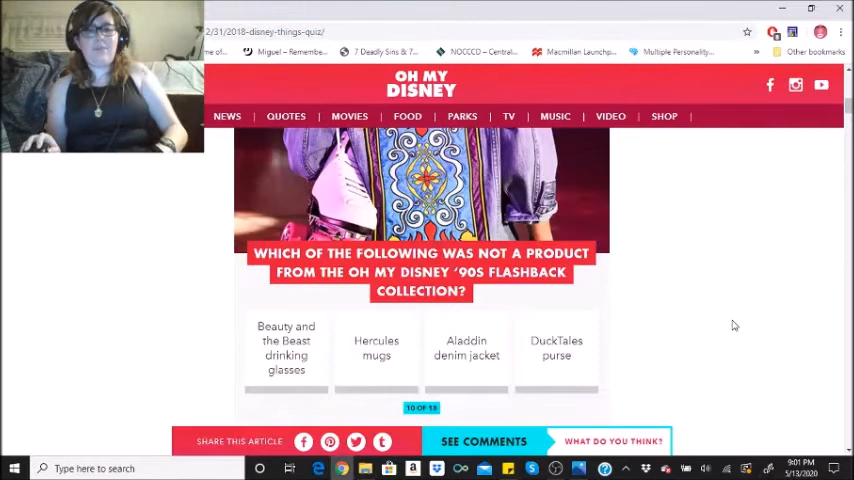 2/31/2018-disney-things-quiz/
me of...
Miguel – Remembe...
7 Deadly Sins & 7...
NOCCCD – Central...
Macmillan Launchp...
Multiple Personality...
»
Other bookmarks
OH MY
DISNEY
NEWS | QUOTES | MOVIES | FOOD | PARKS | TV | MUSIC | VIDEO | SHOP |
WHICH OF THE FOLLOWING WAS NOT A PRODUCT
FROM THE OH MY DISNEY ‘90S FLASHBACK
COLLECTION?
Beauty and
the Beast
drinking
glasses
Hercules
mugs
Aladdin
denim jacket
DuckTales
purse
10 OF 18
SHARE THIS ARTICLE
SEE COMMENTS
WHAT DO YOU THINK?
Type here to search
9:01 PM
5/13/2020